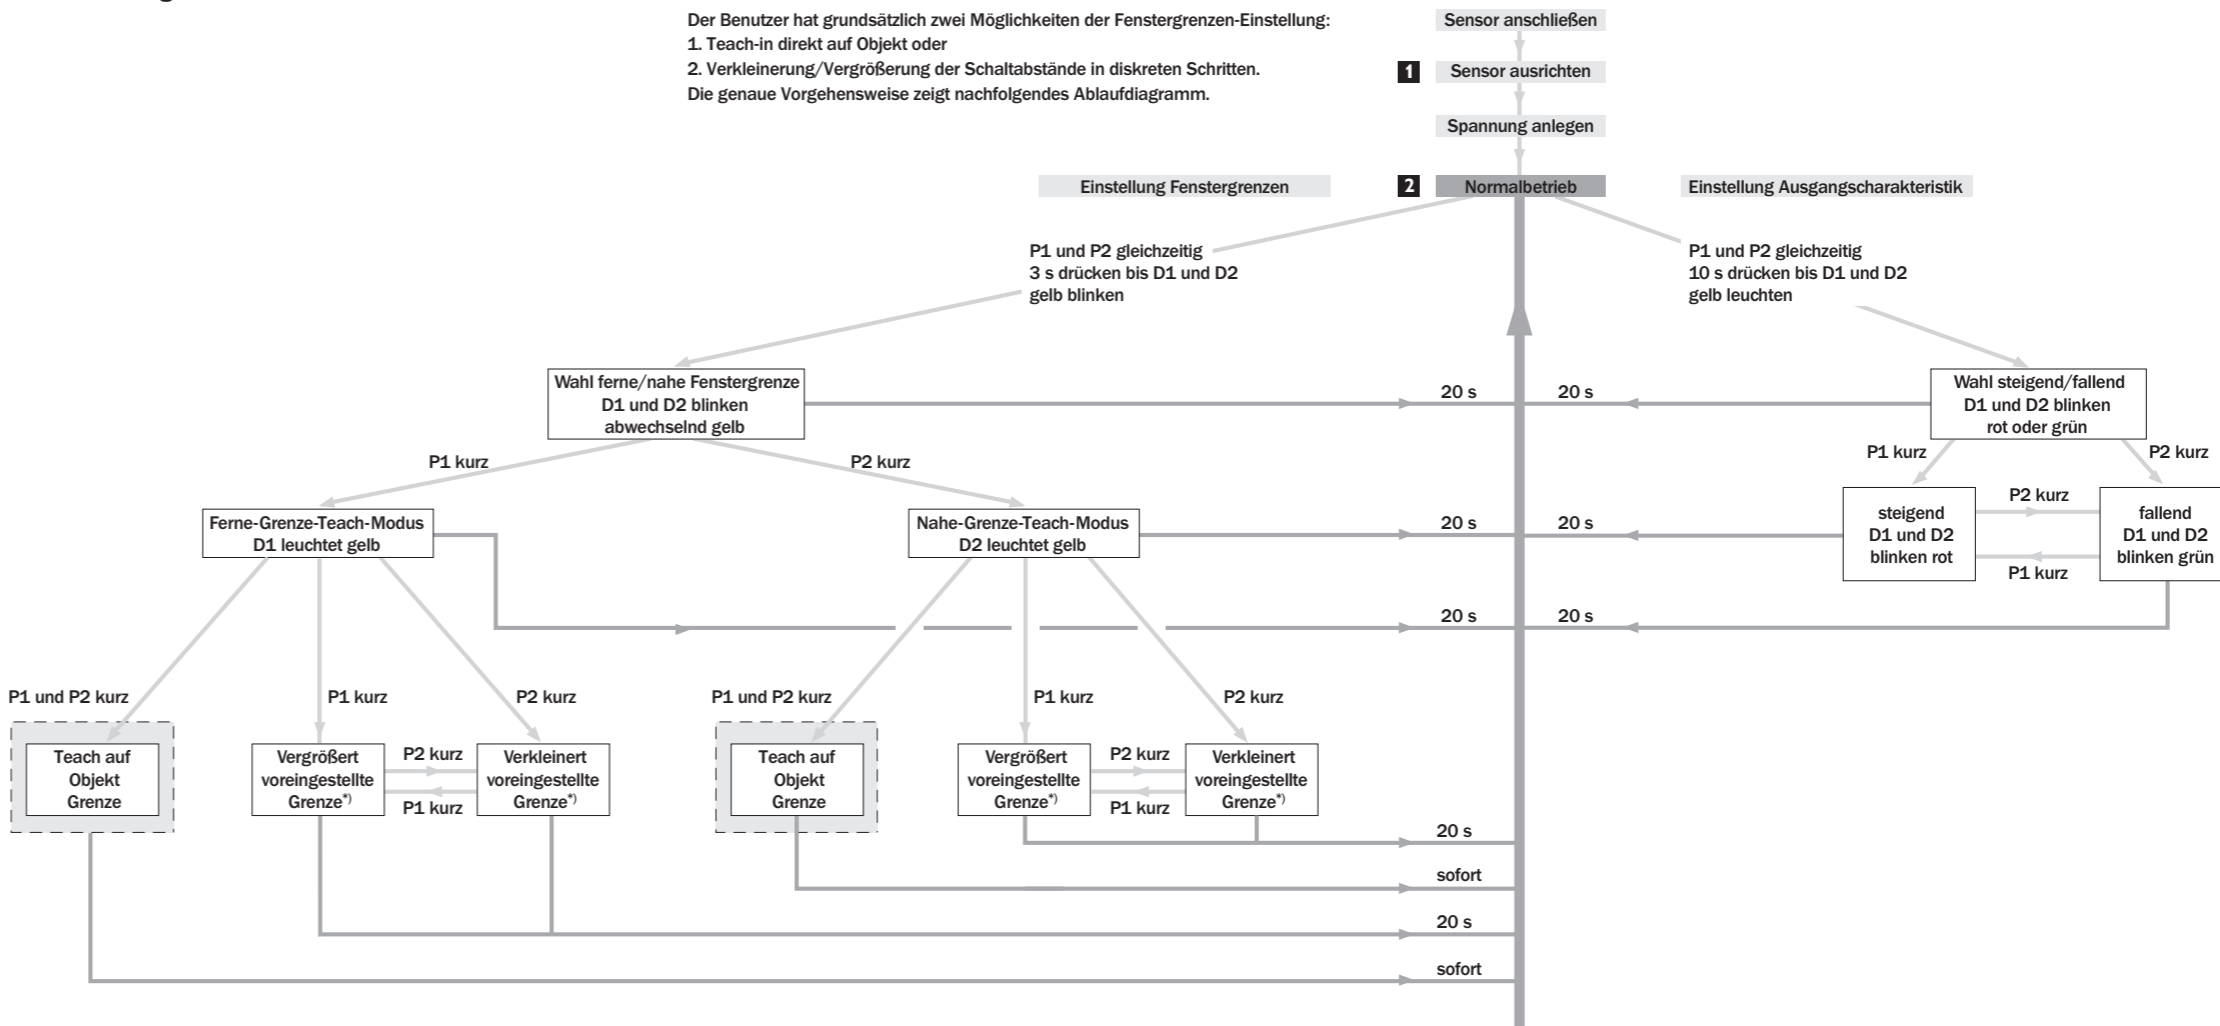 Der Benutzer hat grundsätzlich zwei Möglichkeiten der Fenstergrenzen-Einstellung:
1. Teach-in direkt auf Objekt oder
2. Verkleinerung/Vergrößerung der Schaltabstände in diskreten Schritten.
Die genaue Vorgehensweise zeigt nachfolgendes Ablaufdiagramm.
Sensor anschließen
1 Sensor ausrichten
Spannung anlegen
Einstellung Fenstergrenzen
2 Normalbetrieb
Einstellung Ausgangscharakteristik
P1 und P2 gleichzeitig
3 s drücken bis D1 und D2
gelb blinken
P1 und P2 gleichzeitig
10 s drücken bis D1 und D2
gelb leuchten
Wahl ferne/nahe Fenstergrenze
D1 und D2 blinken
abwechselnd gelb
20 s
20 s
Wahl steigend/fallend
D1 und D2 blinken
rot oder grün
P1 kurz
P2 kurz
P1 kurz
P2 kurz
Ferne-Grenze-Teach-Modus
D1 leuchtet gelb
Nahe-Grenze-Teach-Modus
D2 leuchtet gelb
20 s
20 s
steigend
D1 und D2
blinken rot
P2 kurz
P1 kurz
fallend
D1 und D2
blinken grün
20 s
20 s
P1 und P2 kurz
P1 kurz
P2 kurz
P1 und P2 kurz
P1 kurz
P2 kurz
Teach auf
Objekt
Grenze
Vergrößert
voreingestellte
Grenze*)
P2 kurz
P1 kurz
Verkleinert
voreingestellte
Grenze*)
Teach auf
Objekt
Grenze
Vergrößert
voreingestellte
Grenze*)
P2 kurz
P1 kurz
Verkleinert
voreingestellte
Grenze*)
20 s
sofort
20 s
sofort